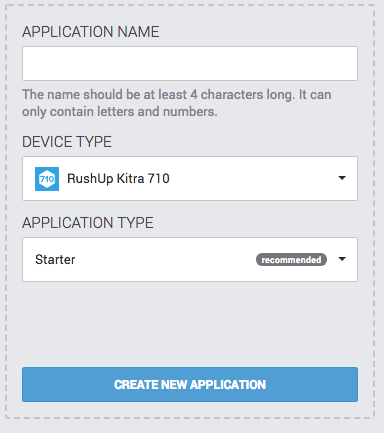 APPLICATION NAME
The name should be at least 4 characters long. It can
only contain letters and numbers.
DEVICE TYPE
710 RushUp Kitra 710
APPLICATION TYPE
Starter recommended
CREATE NEW APPLICATION